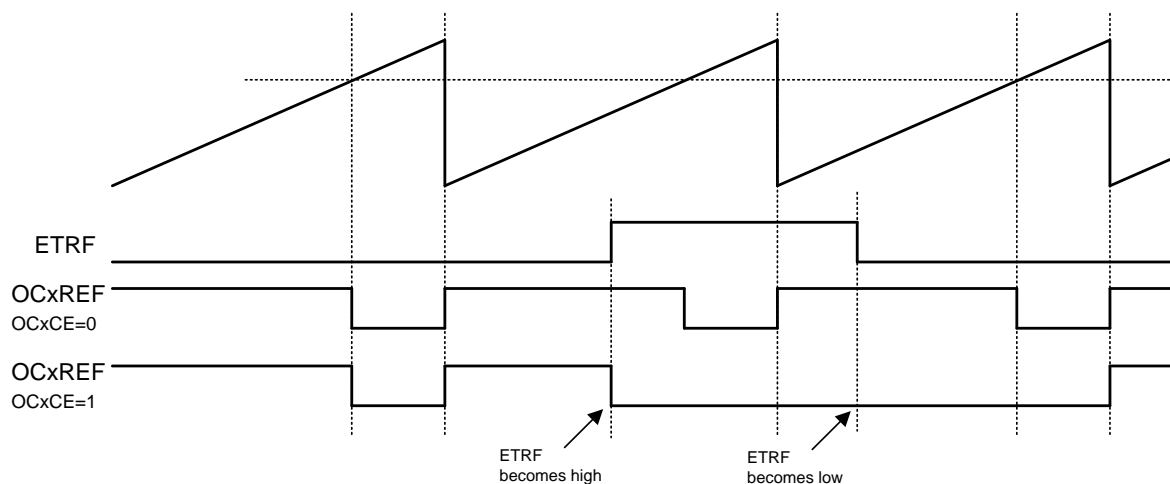 ETRF
OCxREF
OCxCE=0
OCxREF
OCxCE=1
ETRF
becomes high
ETRF
becomes low